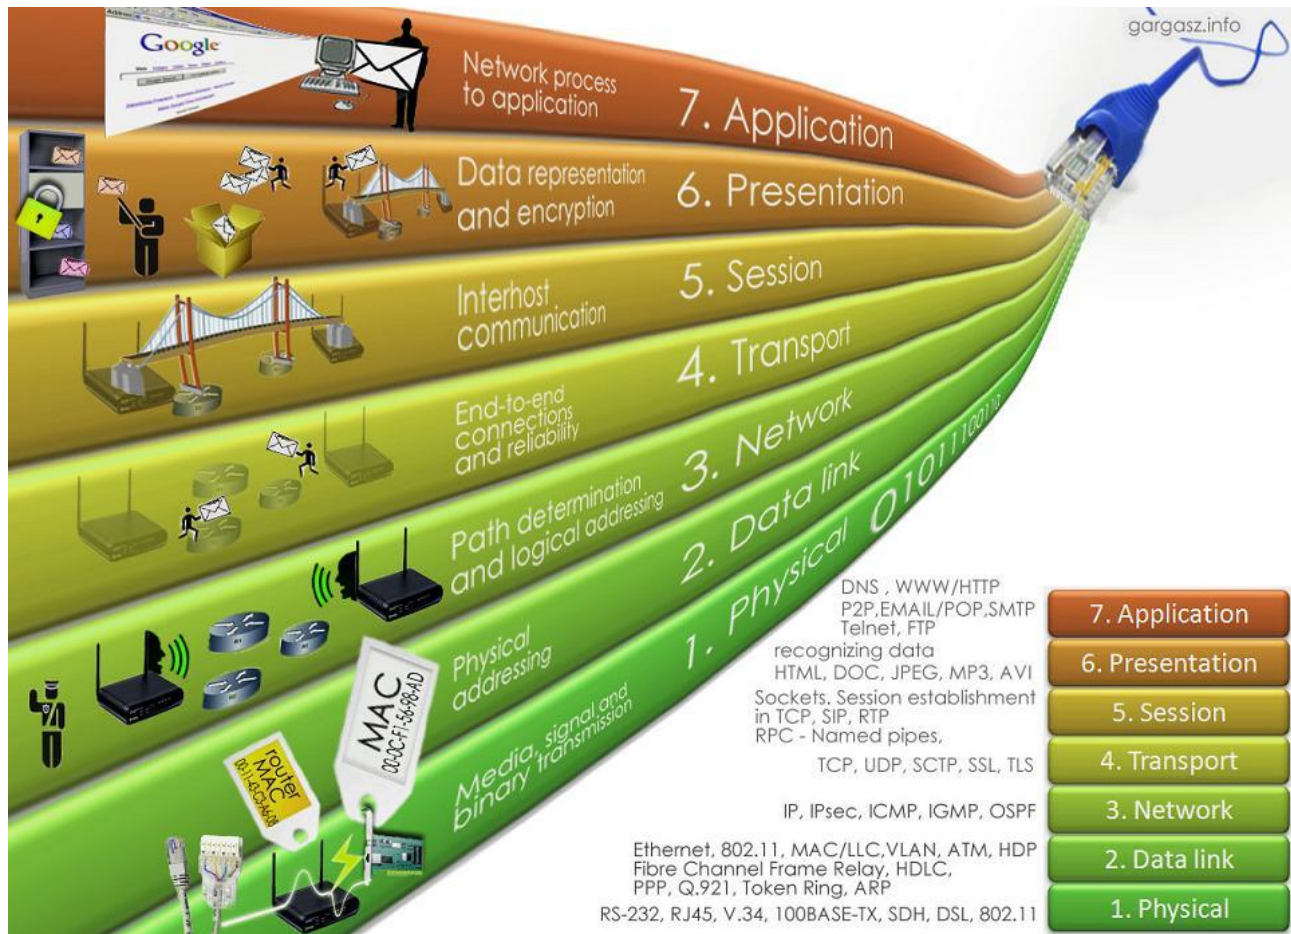 gargasz.info
Address
Google
Network process
to application
7. Application
Data representation
and encryption
6. Presentation
Interhost
communication
5. Session
End-to-end
connections
and reliability
4. Transport
Path determination
and logical addressing
3. Network
Physical
addressing
2. Data link
Media, signal and
binary transmission
1. Physical
010111100110
MAC
00-0C-F1-56-98-AD
router
MAC
DNS , WWW/HTTP
P2P,EMAIL/POP,SMTP
Telnet, FTP
7. Application
recognizing data
HTML, DOC, JPEG, MP3, AVI
6. Presentation
Sockets. Session establishment
in TCP, SIP, RTP
RPC - Named pipes,
5. Session
TCP, UDP, SCTP, SSL, TLS
4. Transport
IP, IPsec, ICMP, IGMP, OSPF
3. Network
Ethernet, 802.11, MAC/LLC,VLAN, ATM, HDP
Fibre Channel Frame Relay, HDLC,
PPP, Q.921, Token Ring, ARP
2. Data link
RS-232, RJ45, V.34, 100BASE-TX, SDH, DSL, 802.11
1. Physical